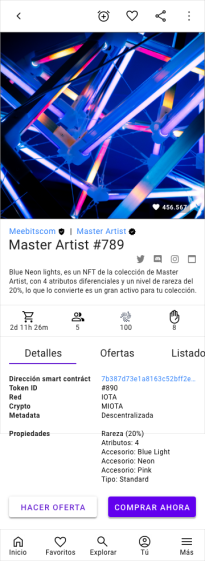 456.567
Meebitscom | Master Artist
Master Artist #789
Blue Neon lights, es un NFT de la colección de Master
Artist, con 4 atributos diferenciales y un nivel de rareza del
20%, lo que lo convierte es un gran activo para tu colección.
2d 11h 26m
5
100
8
Detalles Ofertas Listado
Dirección smart contráct 7b387d73e1a8163c52bff2e...
Token ID #890
Red IOTA
Crypto MIOTA
Metadata Descentralizada
Propiedades Rareza (20%)
Atributos: 4
Accesorio: Blue Light
Accesorio: Neon
Accesorio: Pink
Tipo: Standard
HACER OFERTA COMPRAR AHORA
Inicio Favoritos Explorar Tú Más